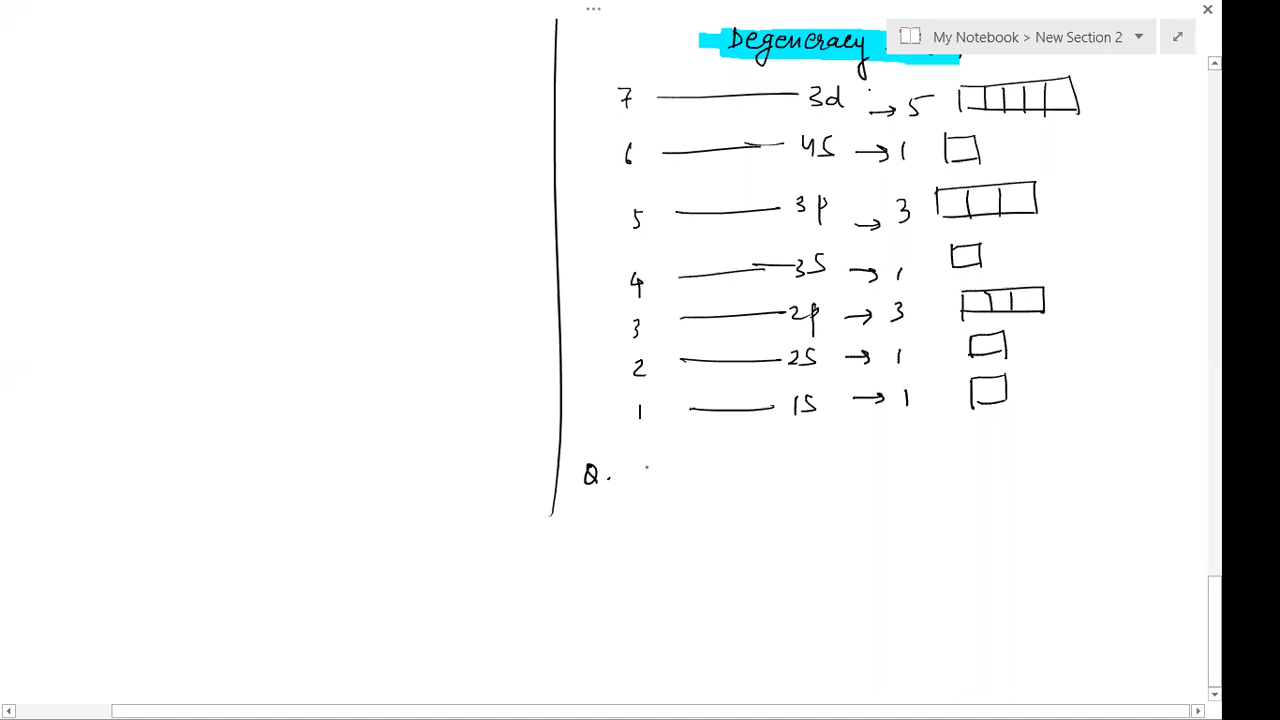 My Notebook > New Section 2
Degeneracy
7 3d → 5
6 4S → 1
5 3p → 3
4 3S → 1
3 2p → 3
2 2S → 1
1 1S → 1
Q.